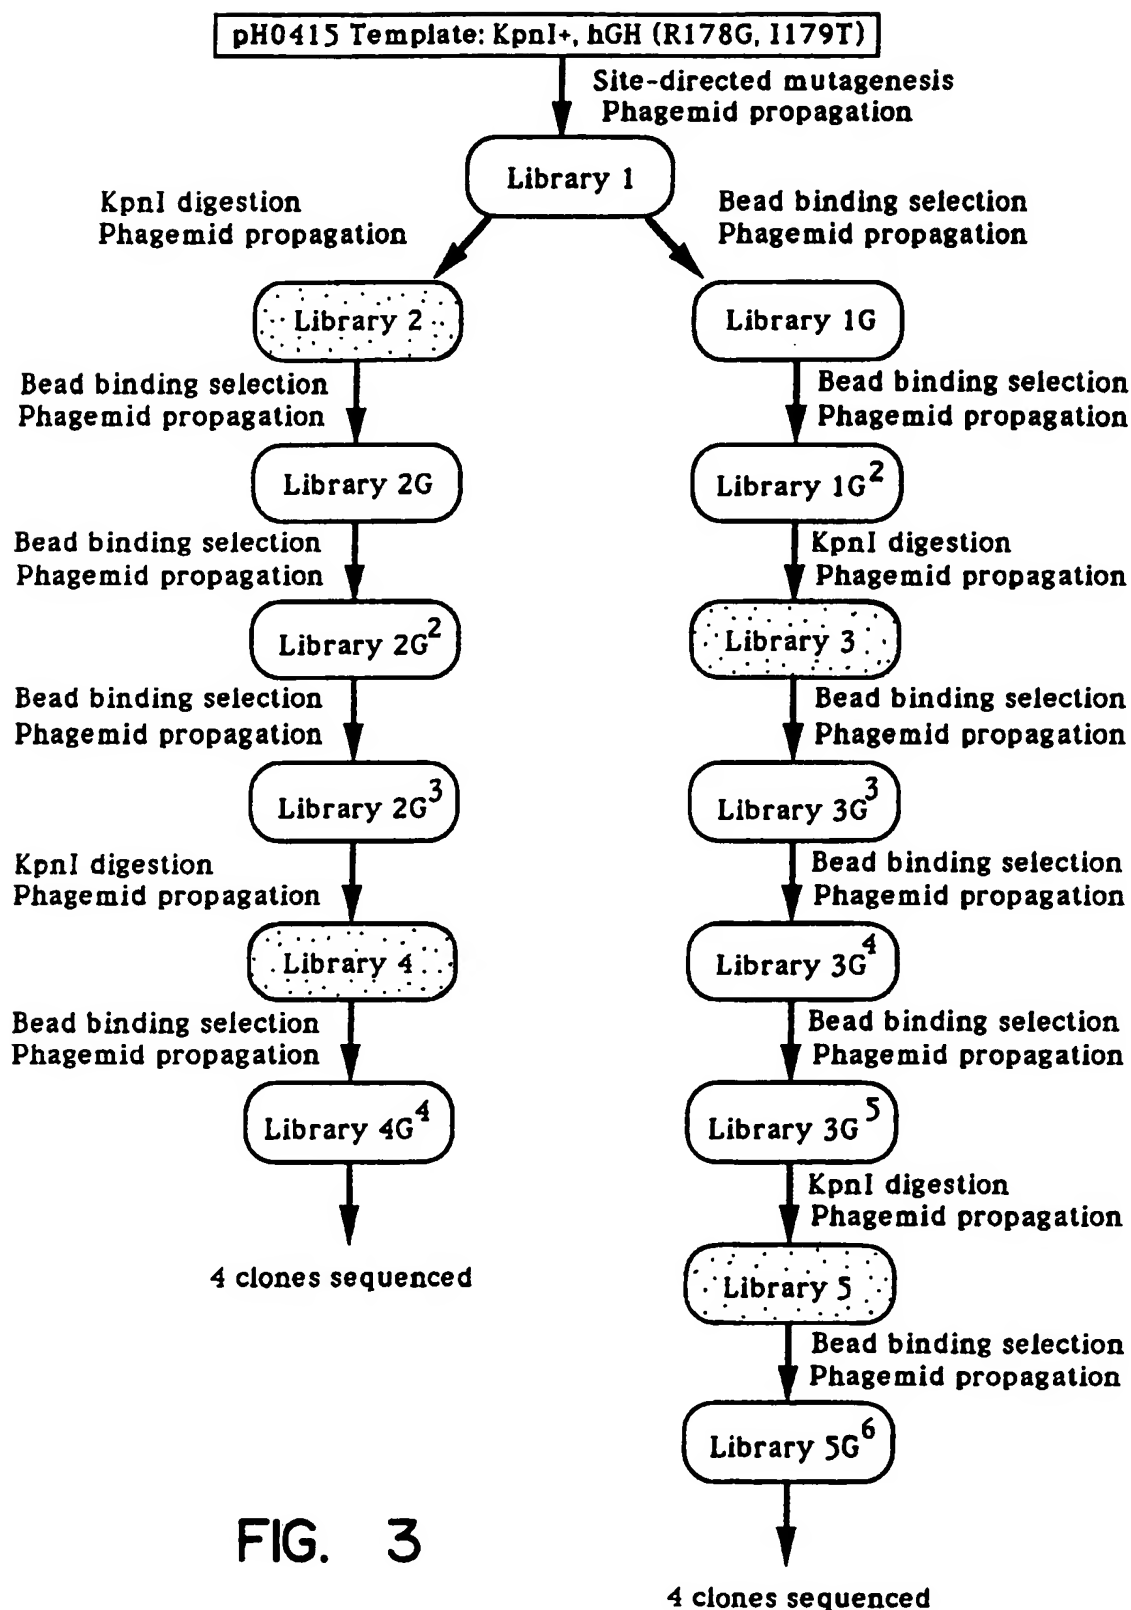 pH0415 Template: KpnI+, hGH (R178G, I179T)
Site-directed mutagenesis
Phagemid propagation
Library 1
KpnI digestion
Phagemid propagation
Bead binding selection
Phagemid propagation
Library 2
Library 1G
Bead binding selection
Phagemid propagation
Bead binding selection
Phagemid propagation
Library 2G
Library 1G²
Bead binding selection
Phagemid propagation
KpnI digestion
Phagemid propagation
Library 2G²
Library 3
Bead binding selection
Phagemid propagation
Bead binding selection
Phagemid propagation
Library 2G³
Library 3G³
KpnI digestion
Phagemid propagation
Bead binding selection
Phagemid propagation
Library 4
Library 3G⁴
Bead binding selection
Phagemid propagation
Bead binding selection
Phagemid propagation
Library 4G⁴
Library 3G⁵
KpnI digestion
Phagemid propagation
4 clones sequenced
Library 5
Bead binding selection
Phagemid propagation
Library 5G⁶
FIG. 3
4 clones sequenced